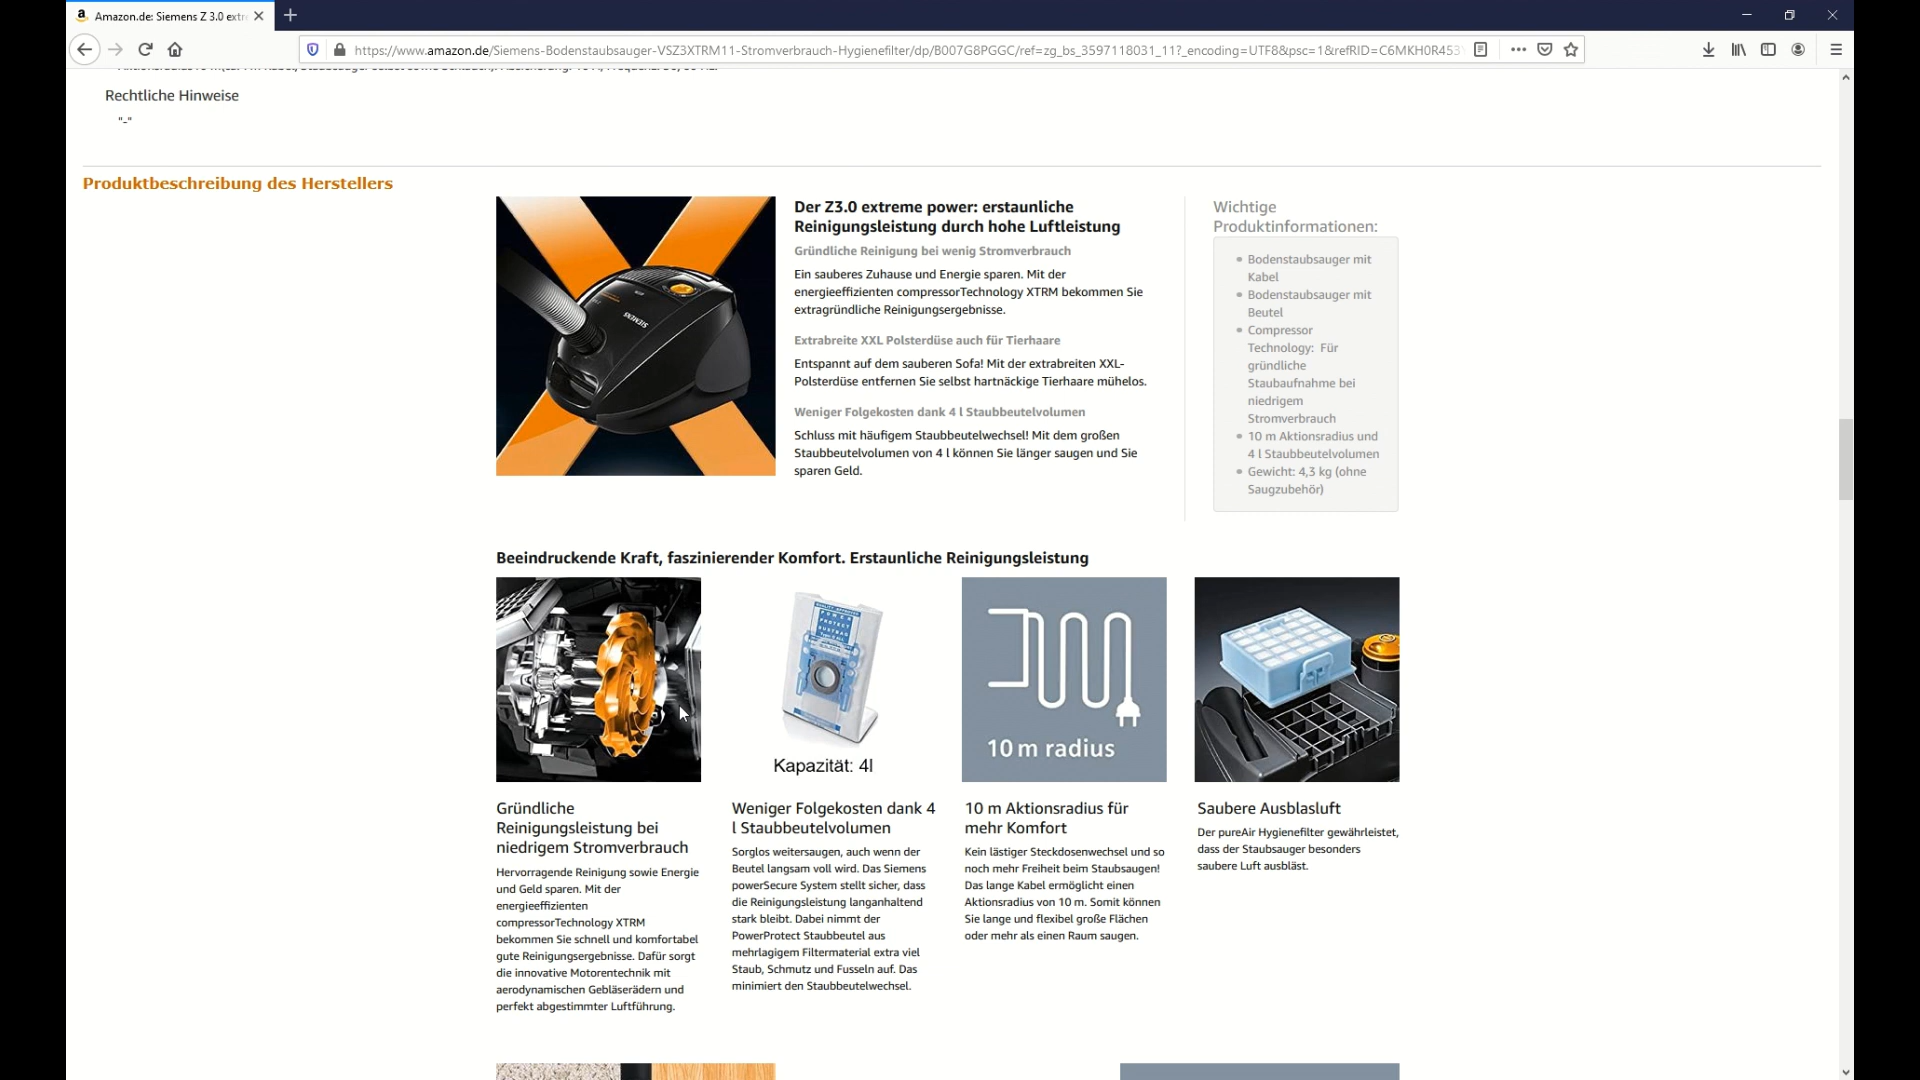 Amazon.de: Siemens Z 3.0 extr
https://www.amazon.de/Siemens-Bodenstaubsauger-VSZ3XTRM11-Stromverbrauch-Hygienefilter/dp/B007G8PGGC/ref=zg_bs_3597118031_11?_encoding=UTF8&psc=1&refRID=C6MKH0R453
Rechtliche Hinweise
"-"
Produktbeschreibung des Herstellers
SIEMENS
Der Z3.0 extreme power: erstaunliche
Reinigungsleistung durch hohe Luftleistung
Gründliche Reinigung bei wenig Stromverbrauch
Ein sauberes Zuhause und Energie sparen. Mit der
energieeffizienten compressorTechnology XTRM bekommen Sie
extragründliche Reinigungsergebnisse.
Extrabreite XXL Polsterdüse auch für Tierhaare
Entspannt auf dem sauberen Sofa! Mit der extrabreiten XXL-
Polsterdüse entfernen Sie selbst hartnäckige Tierhaare mühelos.
Weniger Folgekosten dank 4 l Staubbeutelvolumen
Schluss mit häufigem Staubbeutelwechsel! Mit dem großen
Staubbeutelvolumen von 4 l können Sie länger saugen und Sie
sparen Geld.
Wichtige
Produktinformationen:
Bodenstaubsauger mit
Kabel
Bodenstaubsauger mit
Beutel
Compressor
Technology: Für
gründliche
Staubaufnahme bei
niedrigem
Stromverbrauch
10 m Aktionsradius und
4 l Staubbeutelvolumen
Gewicht: 4,3 kg (ohne
Saugzubehör)
Beeindruckende Kraft, faszinierender Komfort. Erstaunliche Reinigungsleistung
POWER
PROTECT
DUSTBAG
Kapazität: 4l
10 m radius
Gründliche
Reinigungsleistung bei
niedrigem Stromverbrauch
Hervorragende Reinigung sowie Energie
und Geld sparen. Mit der
energieeffizienten
compressorTechnology XTRM
bekommen Sie schnell und komfortabel
gute Reinigungsergebnisse. Dafür sorgt
die innovative Motorentechnik mit
aerodynamischen Gebläserädern und
perfekt abgestimmter Luftführung.
Weniger Folgekosten dank 4
l Staubbeutelvolumen
Sorglos weitersaugen, auch wenn der
Beutel langsam voll wird. Das Siemens
powerSecure System stellt sicher, dass
die Reinigungsleistung langanhaltend
stark bleibt. Dabei nimmt der
PowerProtect Staubbeutel aus
mehrlagigem Filtermaterial extra viel
Staub, Schmutz und Fusseln auf. Das
minimiert den Staubbeutelwechsel.
10 m Aktionsradius für
mehr Komfort
Kein lästiger Steckdosenwechsel und so
noch mehr Freiheit beim Staubsaugen!
Das lange Kabel ermöglicht einen
Aktionsradius von 10 m. Somit können
Sie lange und flexibel große Flächen
oder mehr als einen Raum saugen.
Saubere Ausblasluft
Der pureAir Hygienefilter gewährleistet,
dass der Staubsauger besonders
saubere Luft ausbläst.